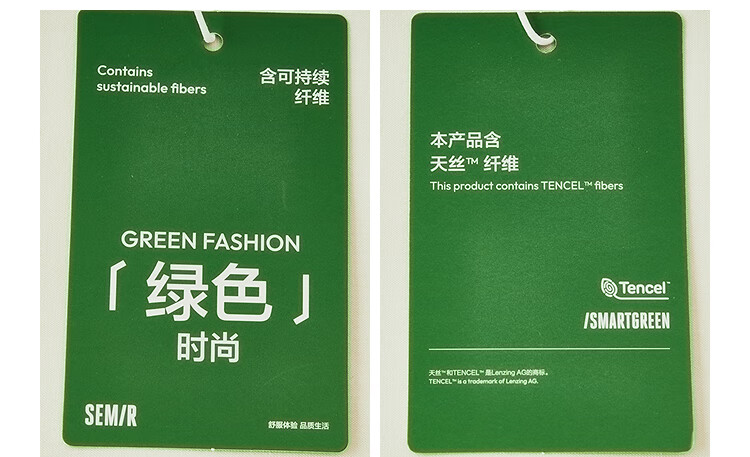 Contains
sustainable fibers
含可持续
纤维
GREEN FASHION
「绿色」
时尚
SEMIR
舒服体验 品质生活
本产品含
天丝™ 纤维
This product contains TENCEL™ fibers
Tencel™
/SMARTGREEN
天丝™和TENCEL™ 是Lenzing AG的商标。
TENCEL™ is a trademark of Lenzing AG.